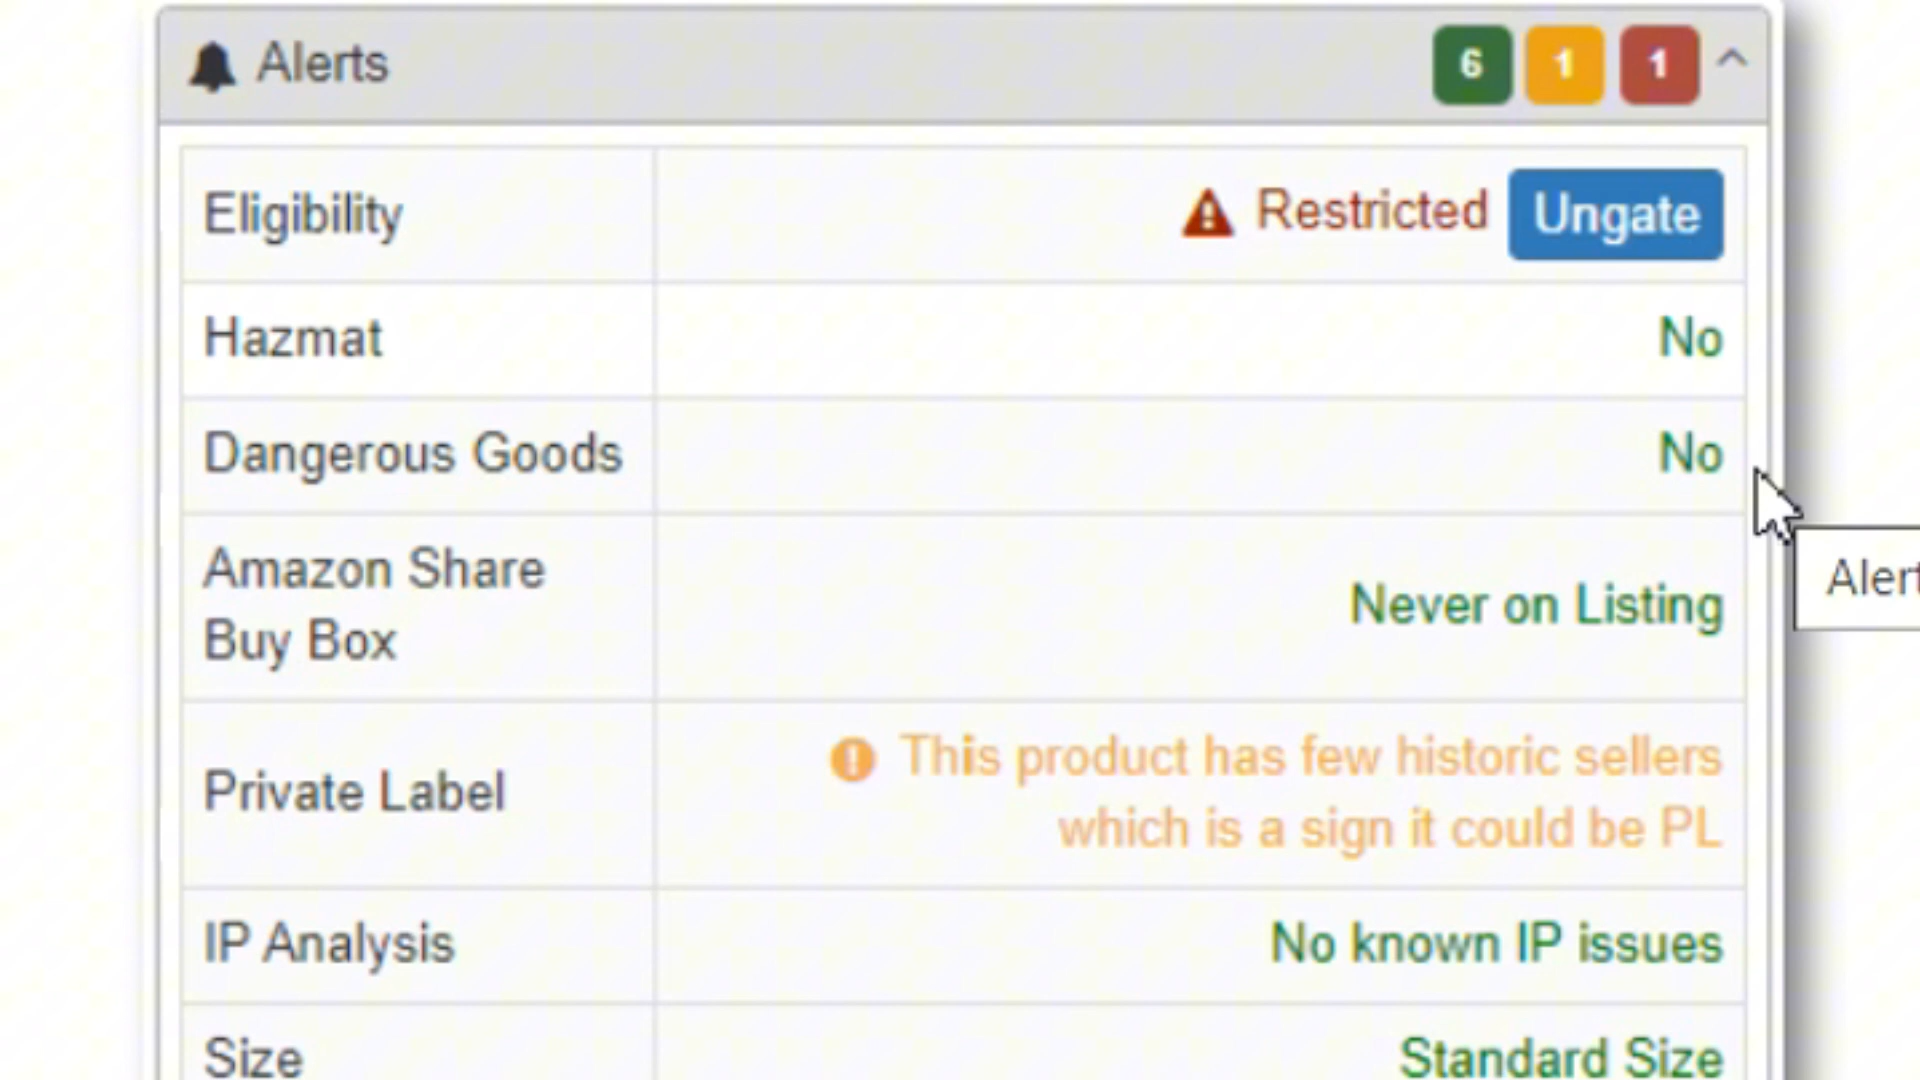 Alerts 6 1 1
Eligibility Restricted Ungate
Hazmat No
Dangerous Goods No
Amazon Share
Buy Box
Never on Listing
Private Label
This product has few historic sellers
which is a sign it could be PL
IP Analysis No known IP issues
Size Standard Size
Alert